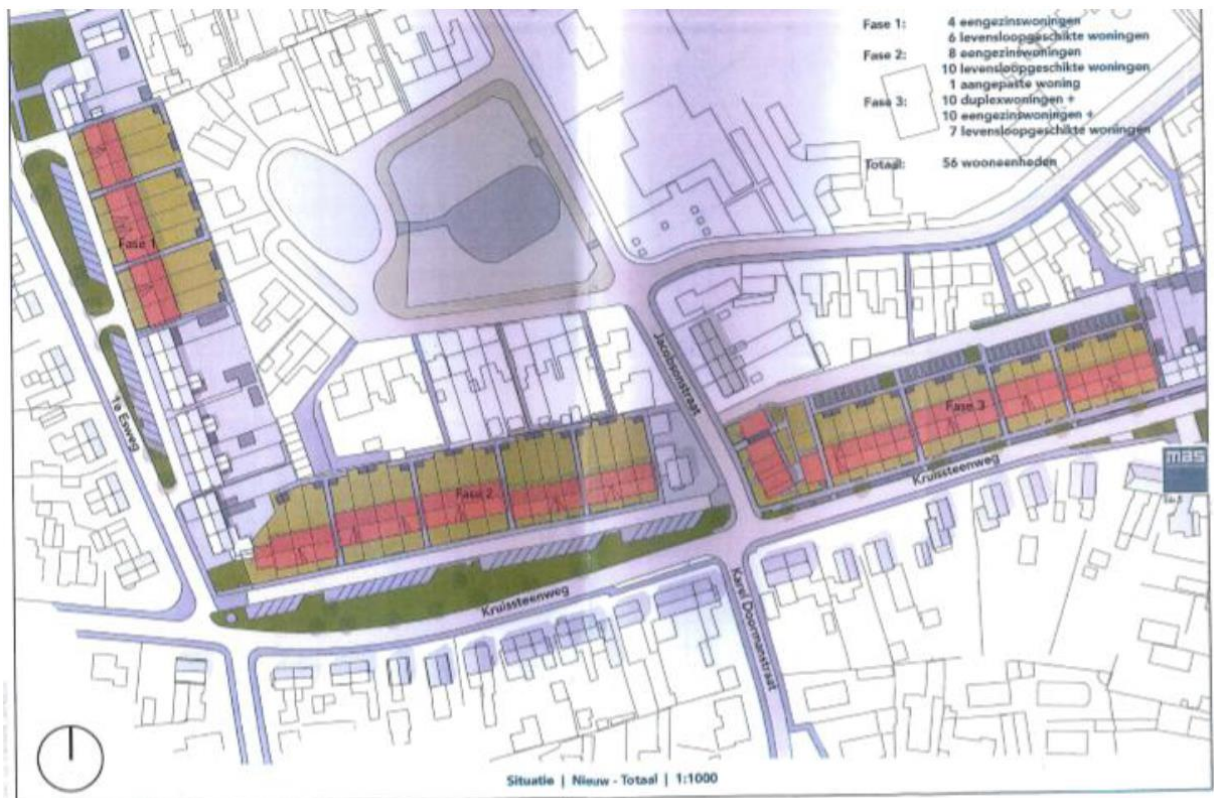 Fase 1: 4 eengezinswoningen
6 levensloopgeschikte woningen
Fase 2: 8 eengezinswoningen
10 levensloopgeschikte woningen
1 aangepaste woning
Fase 3: 10 duplexwoningen +
10 eengezinswoningen +
7 levensloopgeschikte woningen
Totaal: 56 wooneenheden
Fase 1
Jacobsonstraat
1e Esweg
Fase 3
mas
Kruissteenweg
Fase 2
Kruissteenweg
Karel Doormanstraat
Situatie | Nieuw - Totaal | 1:1000